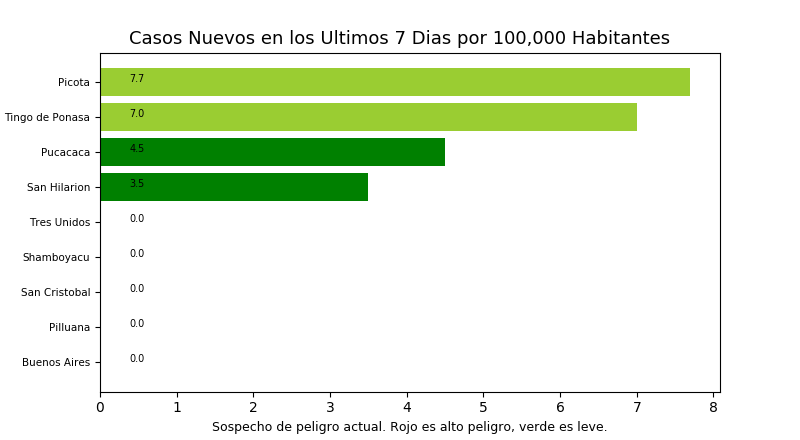 Casos Nuevos en los Ultimos 7 Dias por 100,000 Habitantes
Picota 7.7
Tingo de Ponasa 7.0
Pucacaca 4.5
San Hilarion 3.5
Tres Unidos 0.0
Shamboyacu 0.0
San Cristobal 0.0
Pilluana 0.0
Buenos Aires 0.0
0 1 2 3 4 5 6 7 8
Sospecho de peligro actual. Rojo es alto peligro, verde es leve.